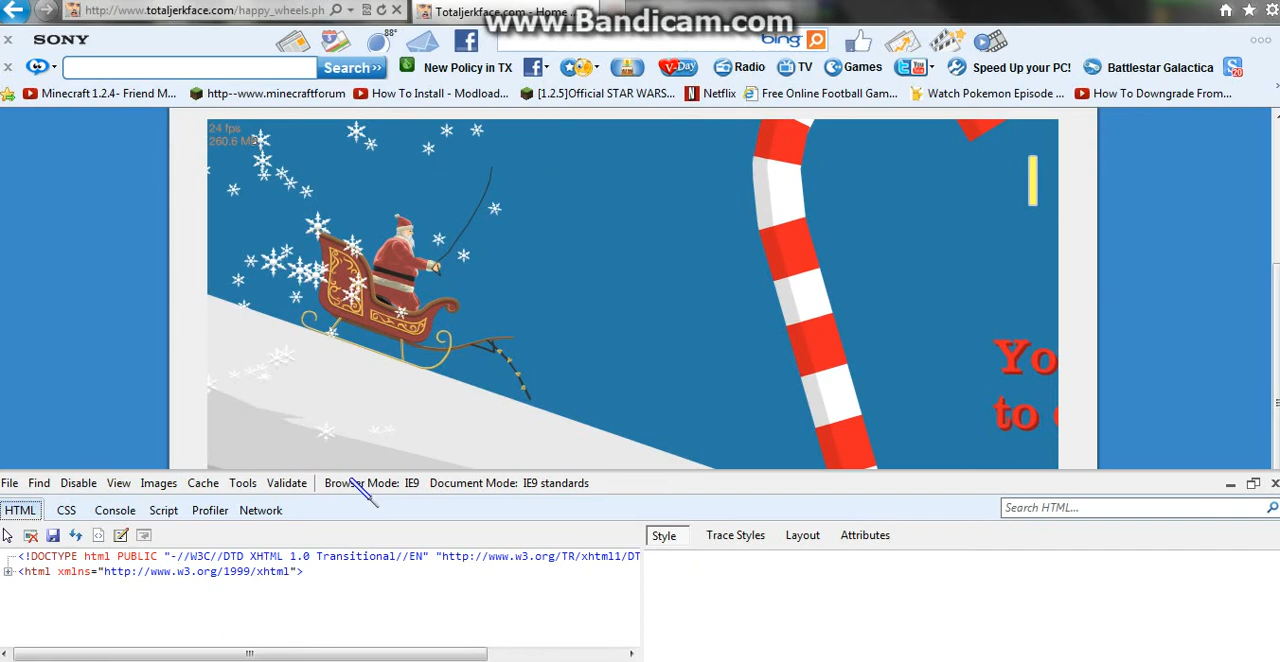 http://www.totaljerkface.com/happy_wheels.ph
Totaljerkface.com - Home
www.Bandicam.com
x SONY 88° bing
Search»
New Policy in TX
V-Day
Radio
TV
Games
You Tube
Speed Up your PC!
Battlestar Galactica
20
Minecraft 1.2.4- Friend M...
http--www.minecraftforum
How To Install - Modload...
[1.2.5]Official STAR WARS...
Netflix
Free Online Football Gam...
Watch Pokemon Episode ...
How To Downgrade From...
24 fps
Yo
to
File Find Disable View Images Cache Tools Validate Browser Mode: IE9 Document Mode: IE9 standards
HTML CSS Console Script Profiler Network
Search HTML...
Style Trace Styles Layout Attributes
<!DOCTYPE html PUBLIC "-//W3C//DTD XHTML 1.0 Transitional//EN" "http://www.w3.org/TR/xhtml1/DT
<html xmlns="http://www.w3.org/1999/xhtml">